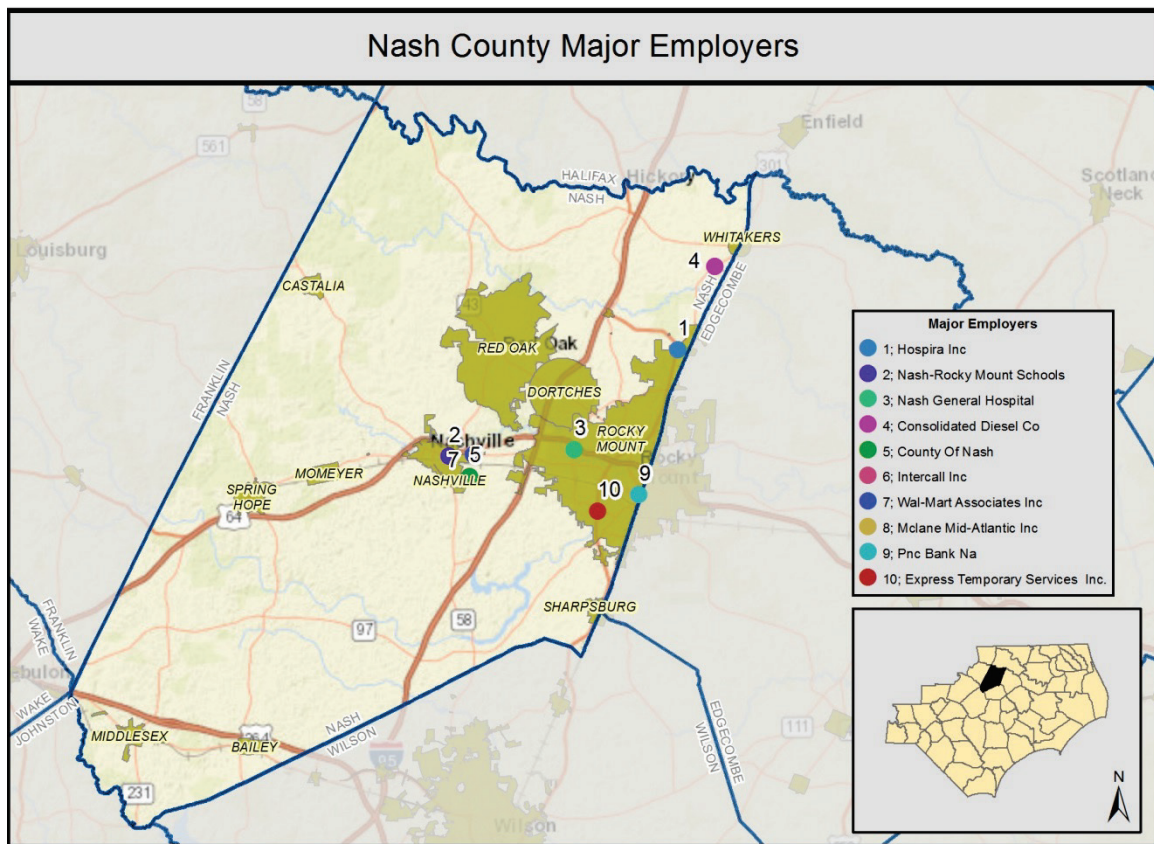 Nash County Major Employers
58
561
Enfield
301
HALIFAX
NASH
Hickory
Scotland
Neck
Louisburg
WHITAKERS
4
CASTALIA
NASH
EDGECOMBE
43
1
RED OAK
Oak
FRANKLIN
NASH
DORTCHES
Nashville
2
3
ROCKY
MOUNT
Rocky
7
5
NASHVILLE
9
MOMEYER
SPRING
HOPE
10
64
SHARPSBURG
58
97
FRANKLIN
WAKE
WAKE
JOHNSTON
NASH
WILSON
MIDDLESEX
BAILEY
264
95
EDGECOMBE
WILSON
111
231
Wilson
Major Employers
1; Hospira Inc
2; Nash-Rocky Mount Schools
3; Nash General Hospital
4; Consolidated Diesel Co
5; County Of Nash
6; Intercall Inc
7; Wal-Mart Associates Inc
8; Mclane Mid-Atlantic Inc
9; Pnc Bank Na
10; Express Temporary Services Inc.
N